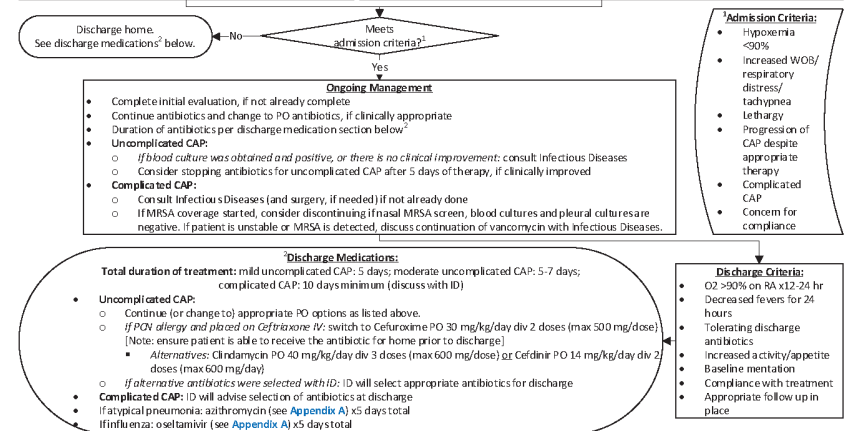 Discharge home.
See discharge medications2 below.
No
Meets
admission criteria?1
Yes
1Admission Criteria:
• Hypoxemia
<90%
• Increased WOB/
respiratory
distress/
tachypnea
• Lethargy
• Progression of
CAP despite
appropriate
therapy
• Complicated
CAP
• Concern for
compliance
Ongoing Management
• Complete initial evaluation, if not already complete
• Continue antibiotics and change to PO antibiotics, if clinically appropriate
• Duration of antibiotics per discharge medication section below2
• Uncomplicated CAP:
o If blood culture was obtained and positive, or there is no clinical improvement: consult Infectious Diseases
o Consider stopping antibiotics for uncomplicated CAP after 5 days of therapy, if clinically improved
• Complicated CAP:
o Consult Infectious Diseases (and surgery, if needed) if not already done
o If MRSA coverage started, consider discontinuing if nasal MRSA screen, blood cultures and pleural cultures are
negative. If patient is unstable or MRSA is detected, discuss continuation of vancomycin with Infectious Diseases.
2Discharge Medications:
Total duration of treatment: mild uncomplicated CAP: 5 days; moderate uncomplicated CAP: 5-7 days;
complicated CAP: 10 days minimum (discuss with ID)
• Uncomplicated CAP:
o Continue (or change to) appropriate PO options as listed above.
o If PCN allergy and placed on Ceftriaxone IV: switch to Cefuroxime PO 30 mg/kg/day div 2 doses (max 500 mg/dose)
[Note: ensure patient is able to receive the antibiotic for home prior to discharge]
▪ Alternatives: Clindamycin PO 40 mg/kg/day div 3 doses (max 600 mg/dose) or Cefdinir PO 14 mg/kg/day div 2
doses (max 600 mg/day)
o If alternative antibiotics were selected with ID: ID will select appropriate antibiotics for discharge
• Complicated CAP: ID will advise selection of antibiotics at discharge
• If atypical pneumonia: azithromycin (see Appendix A) x5 days total
• If influenza: oseltamivir (see Appendix A) x5 days total
Discharge Criteria:
• O2 >90% on RA x12-24 hr
• Decreased fevers for 24
hours
• Tolerating discharge
antibiotics
• Increased activity/appetite
• Baseline mentation
• Compliance with treatment
• Appropriate follow up in
place